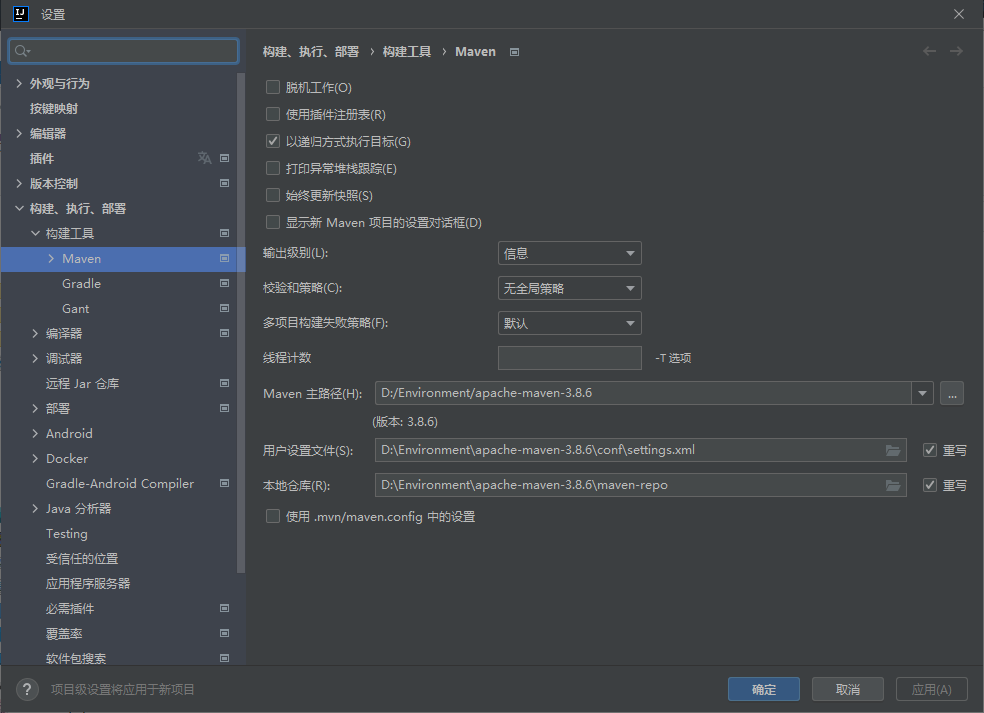 设置
外观与行为
按键映射
编辑器
插件
版本控制
构建、执行、部署
构建工具
Maven
Gradle
Gant
编译器
调试器
远程 Jar 仓库
部署
Android
Docker
Gradle-Android Compiler
Java 分析器
Testing
受信任的位置
应用程序服务器
必需插件
覆盖率
软件包搜索
构建、执行、部署 › 构建工具 › Maven
脱机工作(O)
使用插件注册表(R)
以递归方式执行目标(G)
打印异常堆栈跟踪(E)
始终更新快照(S)
显示新 Maven 项目的设置对话框(D)
输出级别(L): 信息
校验和策略(C): 无全局策略
多项目构建失败策略(F): 默认
线程计数 -T 选项
Maven 主路径(H): D:/Environment/apache-maven-3.8.6 ...
(版本: 3.8.6)
用户设置文件(S): D:\Environment\apache-maven-3.8.6\conf\settings.xml 重写
本地仓库(R): D:\Environment\apache-maven-3.8.6\maven-repo 重写
使用 .mvn/maven.config 中的设置
? 项目级设置将应用于新项目
确定 取消 应用(A)